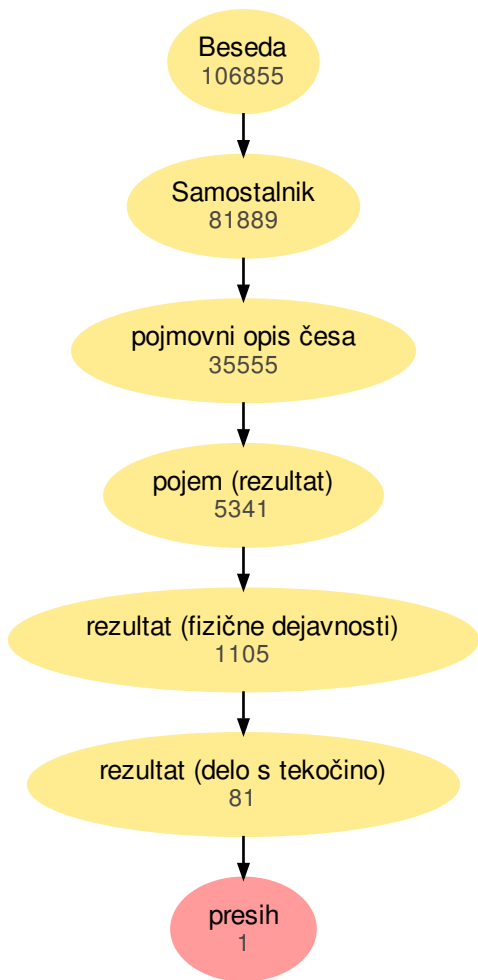 Beseda
106855
Samostalnik
81889
pojmovni opis česa
35555
pojem (rezultat)
5341
rezultat (fizične dejavnosti)
1105
rezultat (delo s tekočino)
81
presih
1